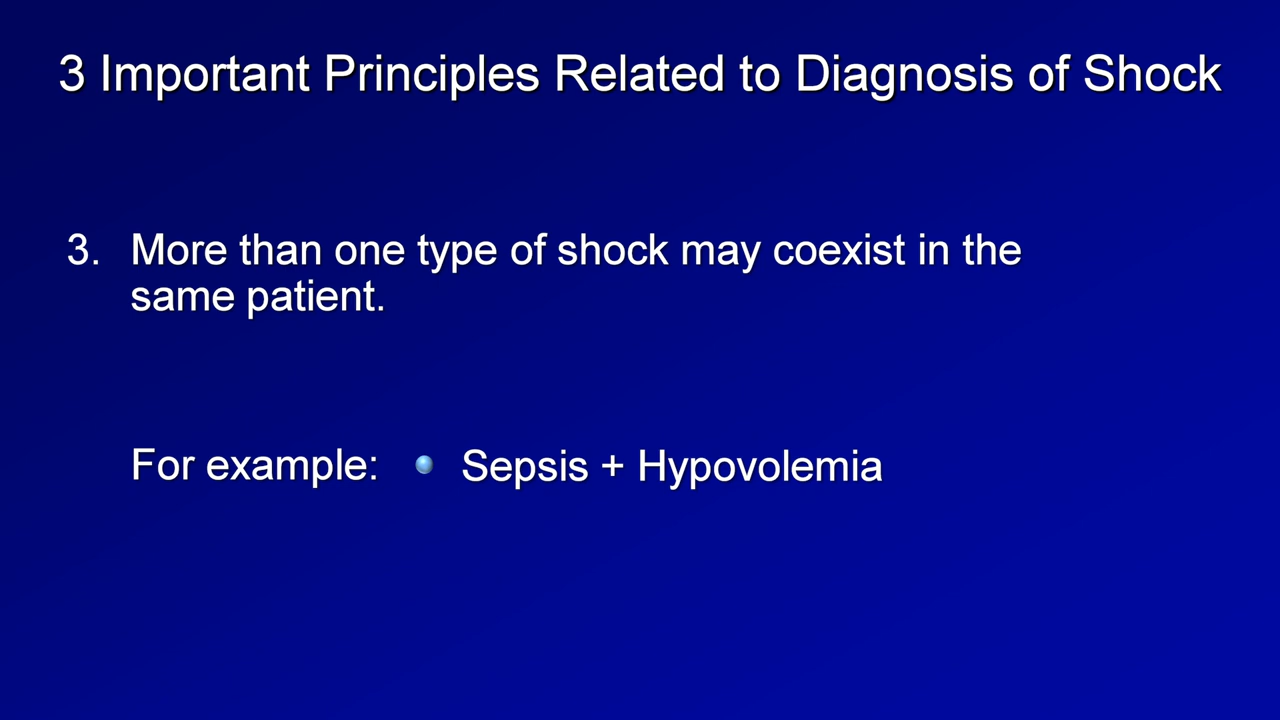 3 Important Principles Related to Diagnosis of Shock
3. More than one type of shock may coexist in the
same patient.
For example: • Sepsis + Hypovolemia